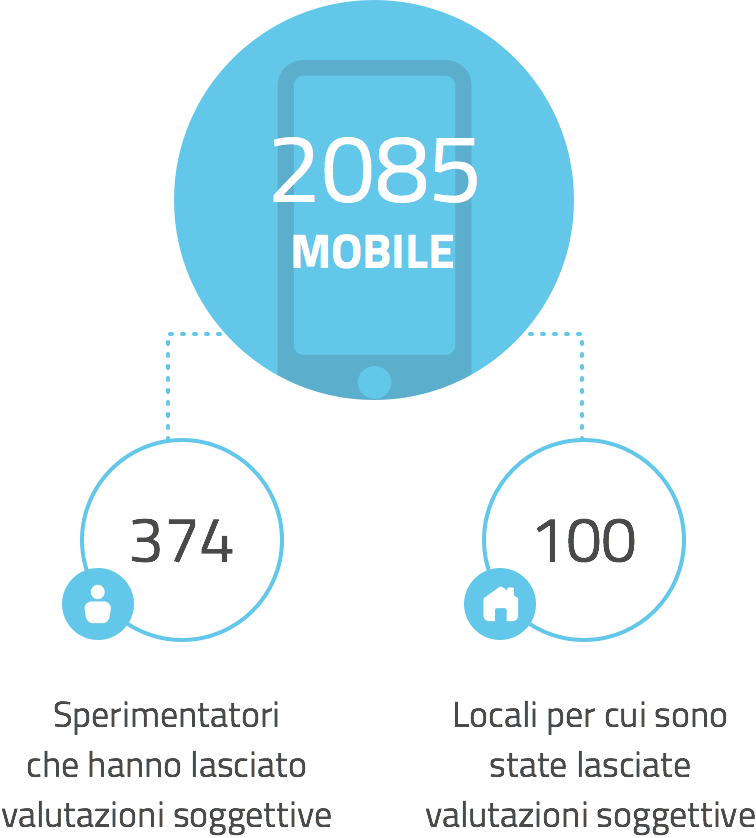 2085
MOBILE
374
100
Sperimentatori
che hanno lasciato
valutazioni soggettive
Locali per cui sono
state lasciate
valutazioni soggettive